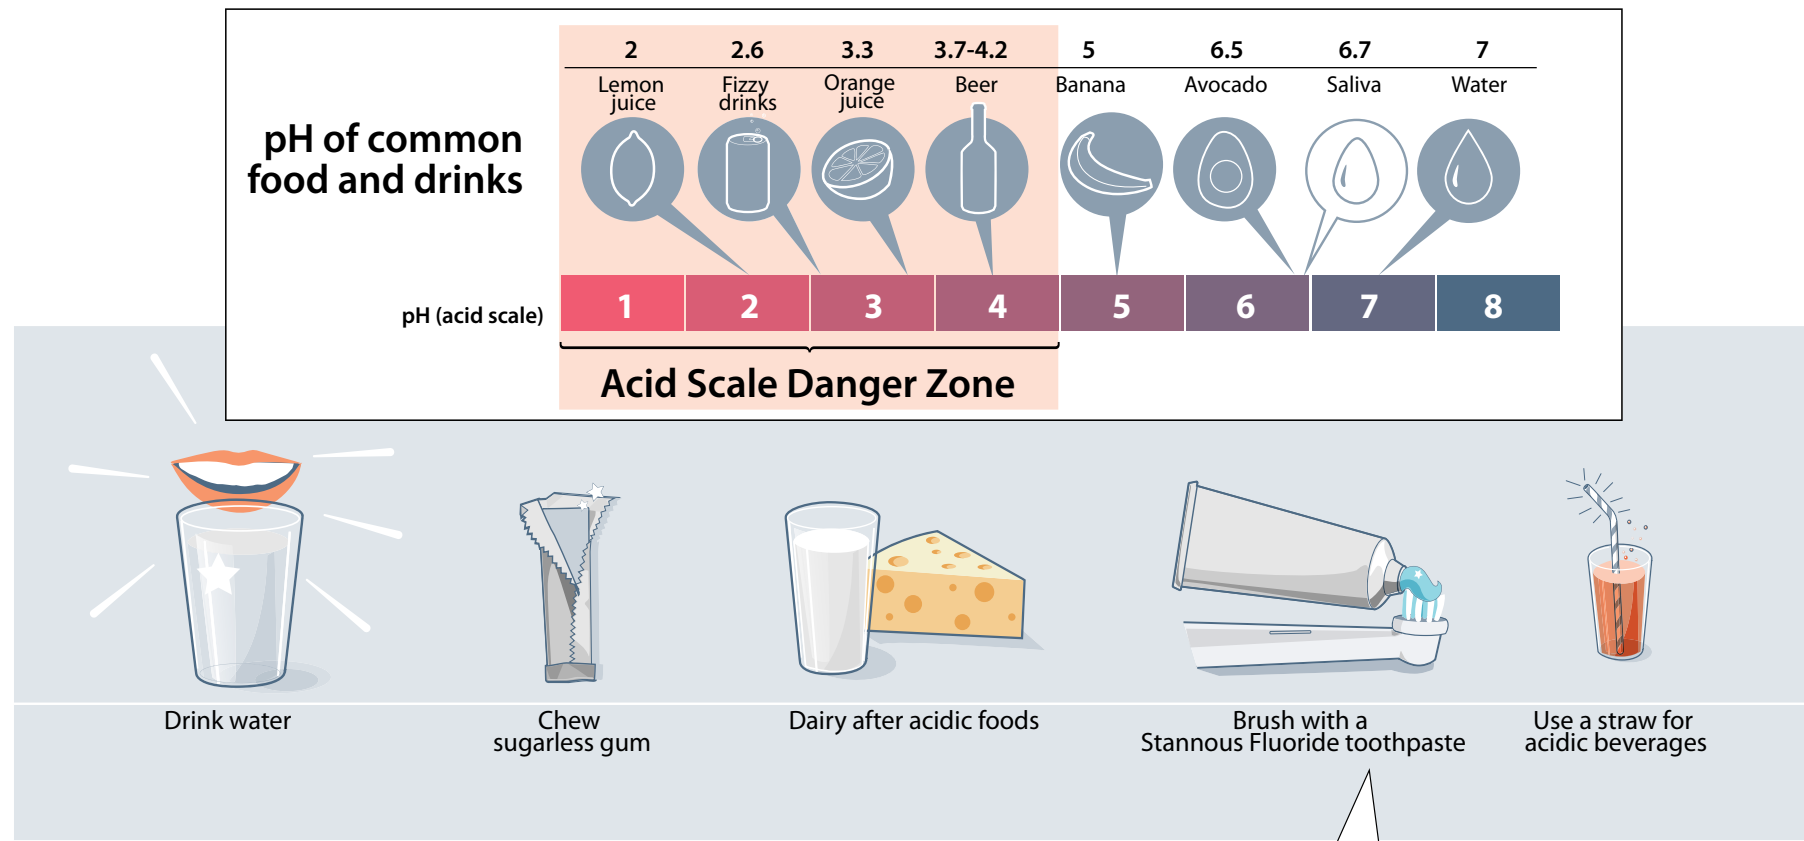 2 2.6 3.3 3.7-4.2 5 6.5 6.7 7
Lemon juice
Fizzy drinks
Orange juice
Beer
Banana
Avocado
Saliva
Water
pH of common
food and drinks
pH (acid scale)
1 2 3 4 5 6 7 8
Acid Scale Danger Zone
Drink water
Chew
sugarless gum
Dairy after acidic foods
Brush with a
Stannous Fluoride toothpaste
Use a straw for
acidic beverages